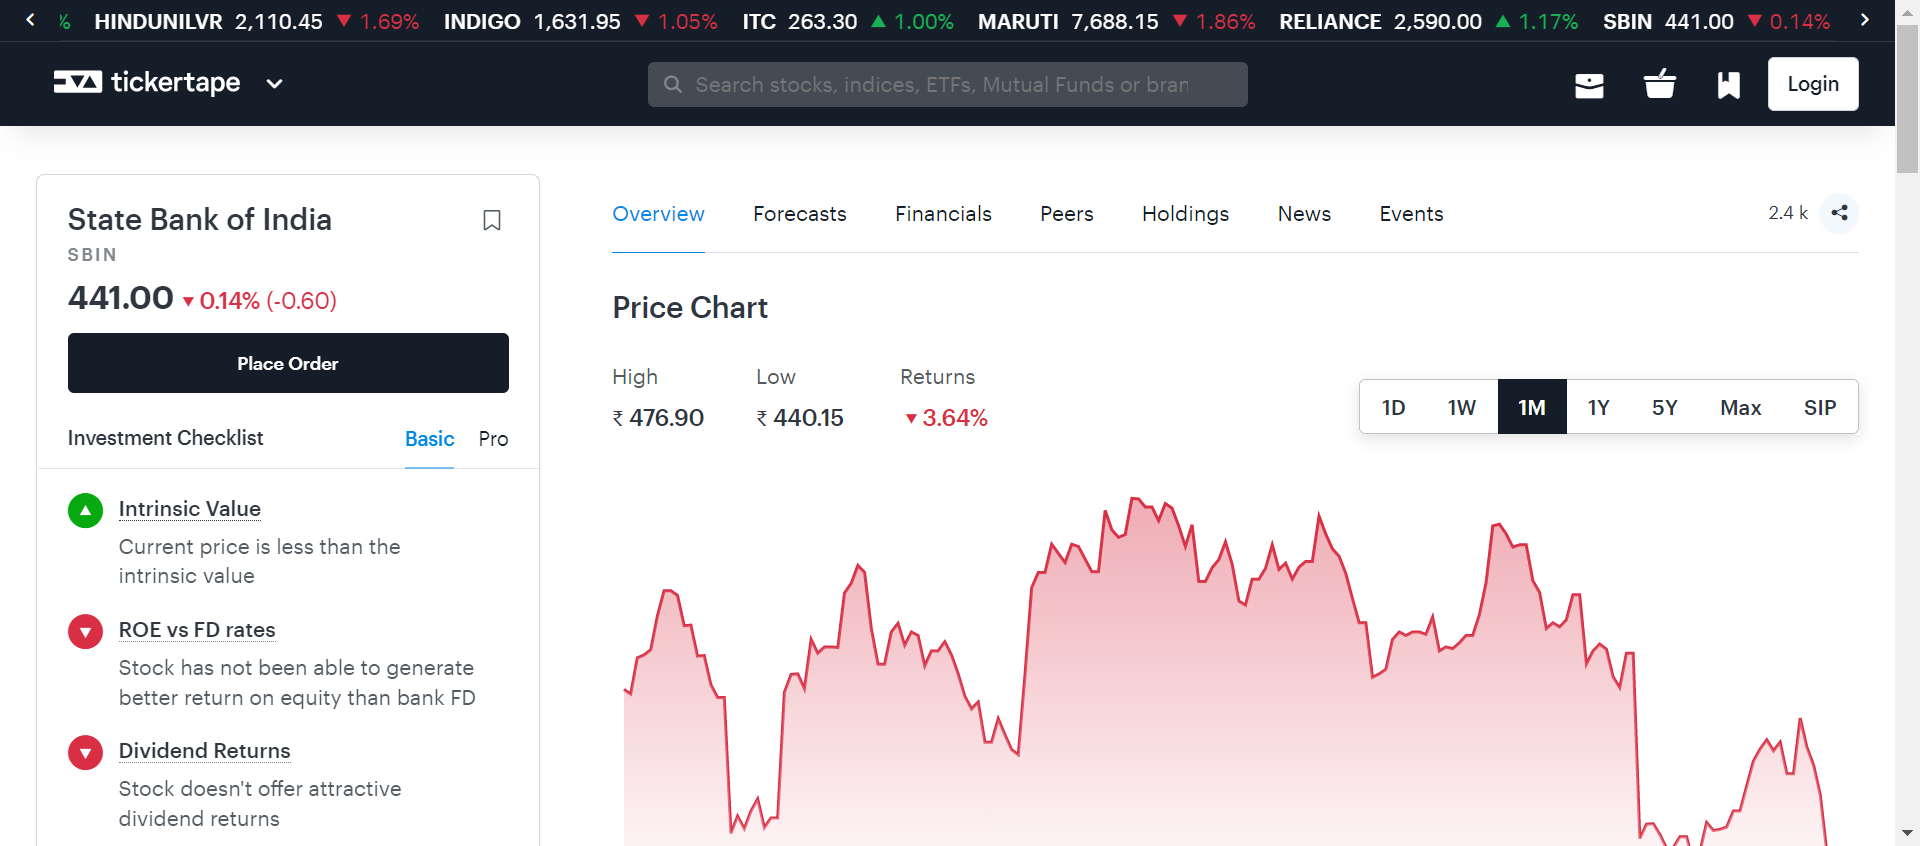 % HINDUNILVR 2,110.45 ▼ 1.69% INDIGO 1,631.95 ▼ 1.05% ITC 263.30 ▲ 1.00% MARUTI 7,688.15 ▼ 1.86% RELIANCE 2,590.00 ▲ 1.17% SBIN 441.00 ▼ 0.14%
tickertape
Search stocks, indices, ETFs, Mutual Funds or bran
Login
State Bank of India
SBIN
441.00 ▼ 0.14% (-0.60)
Place Order
Investment Checklist Basic Pro
Intrinsic Value
Current price is less than the
intrinsic value
ROE vs FD rates
Stock has not been able to generate
better return on equity than bank FD
Dividend Returns
Stock doesn't offer attractive
dividend returns
Overview Forecasts Financials Peers Holdings News Events 2.4 k
Price Chart
High Low Returns
₹ 476.90 ₹ 440.15 ▼ 3.64%
1D 1W 1M 1Y 5Y Max SIP